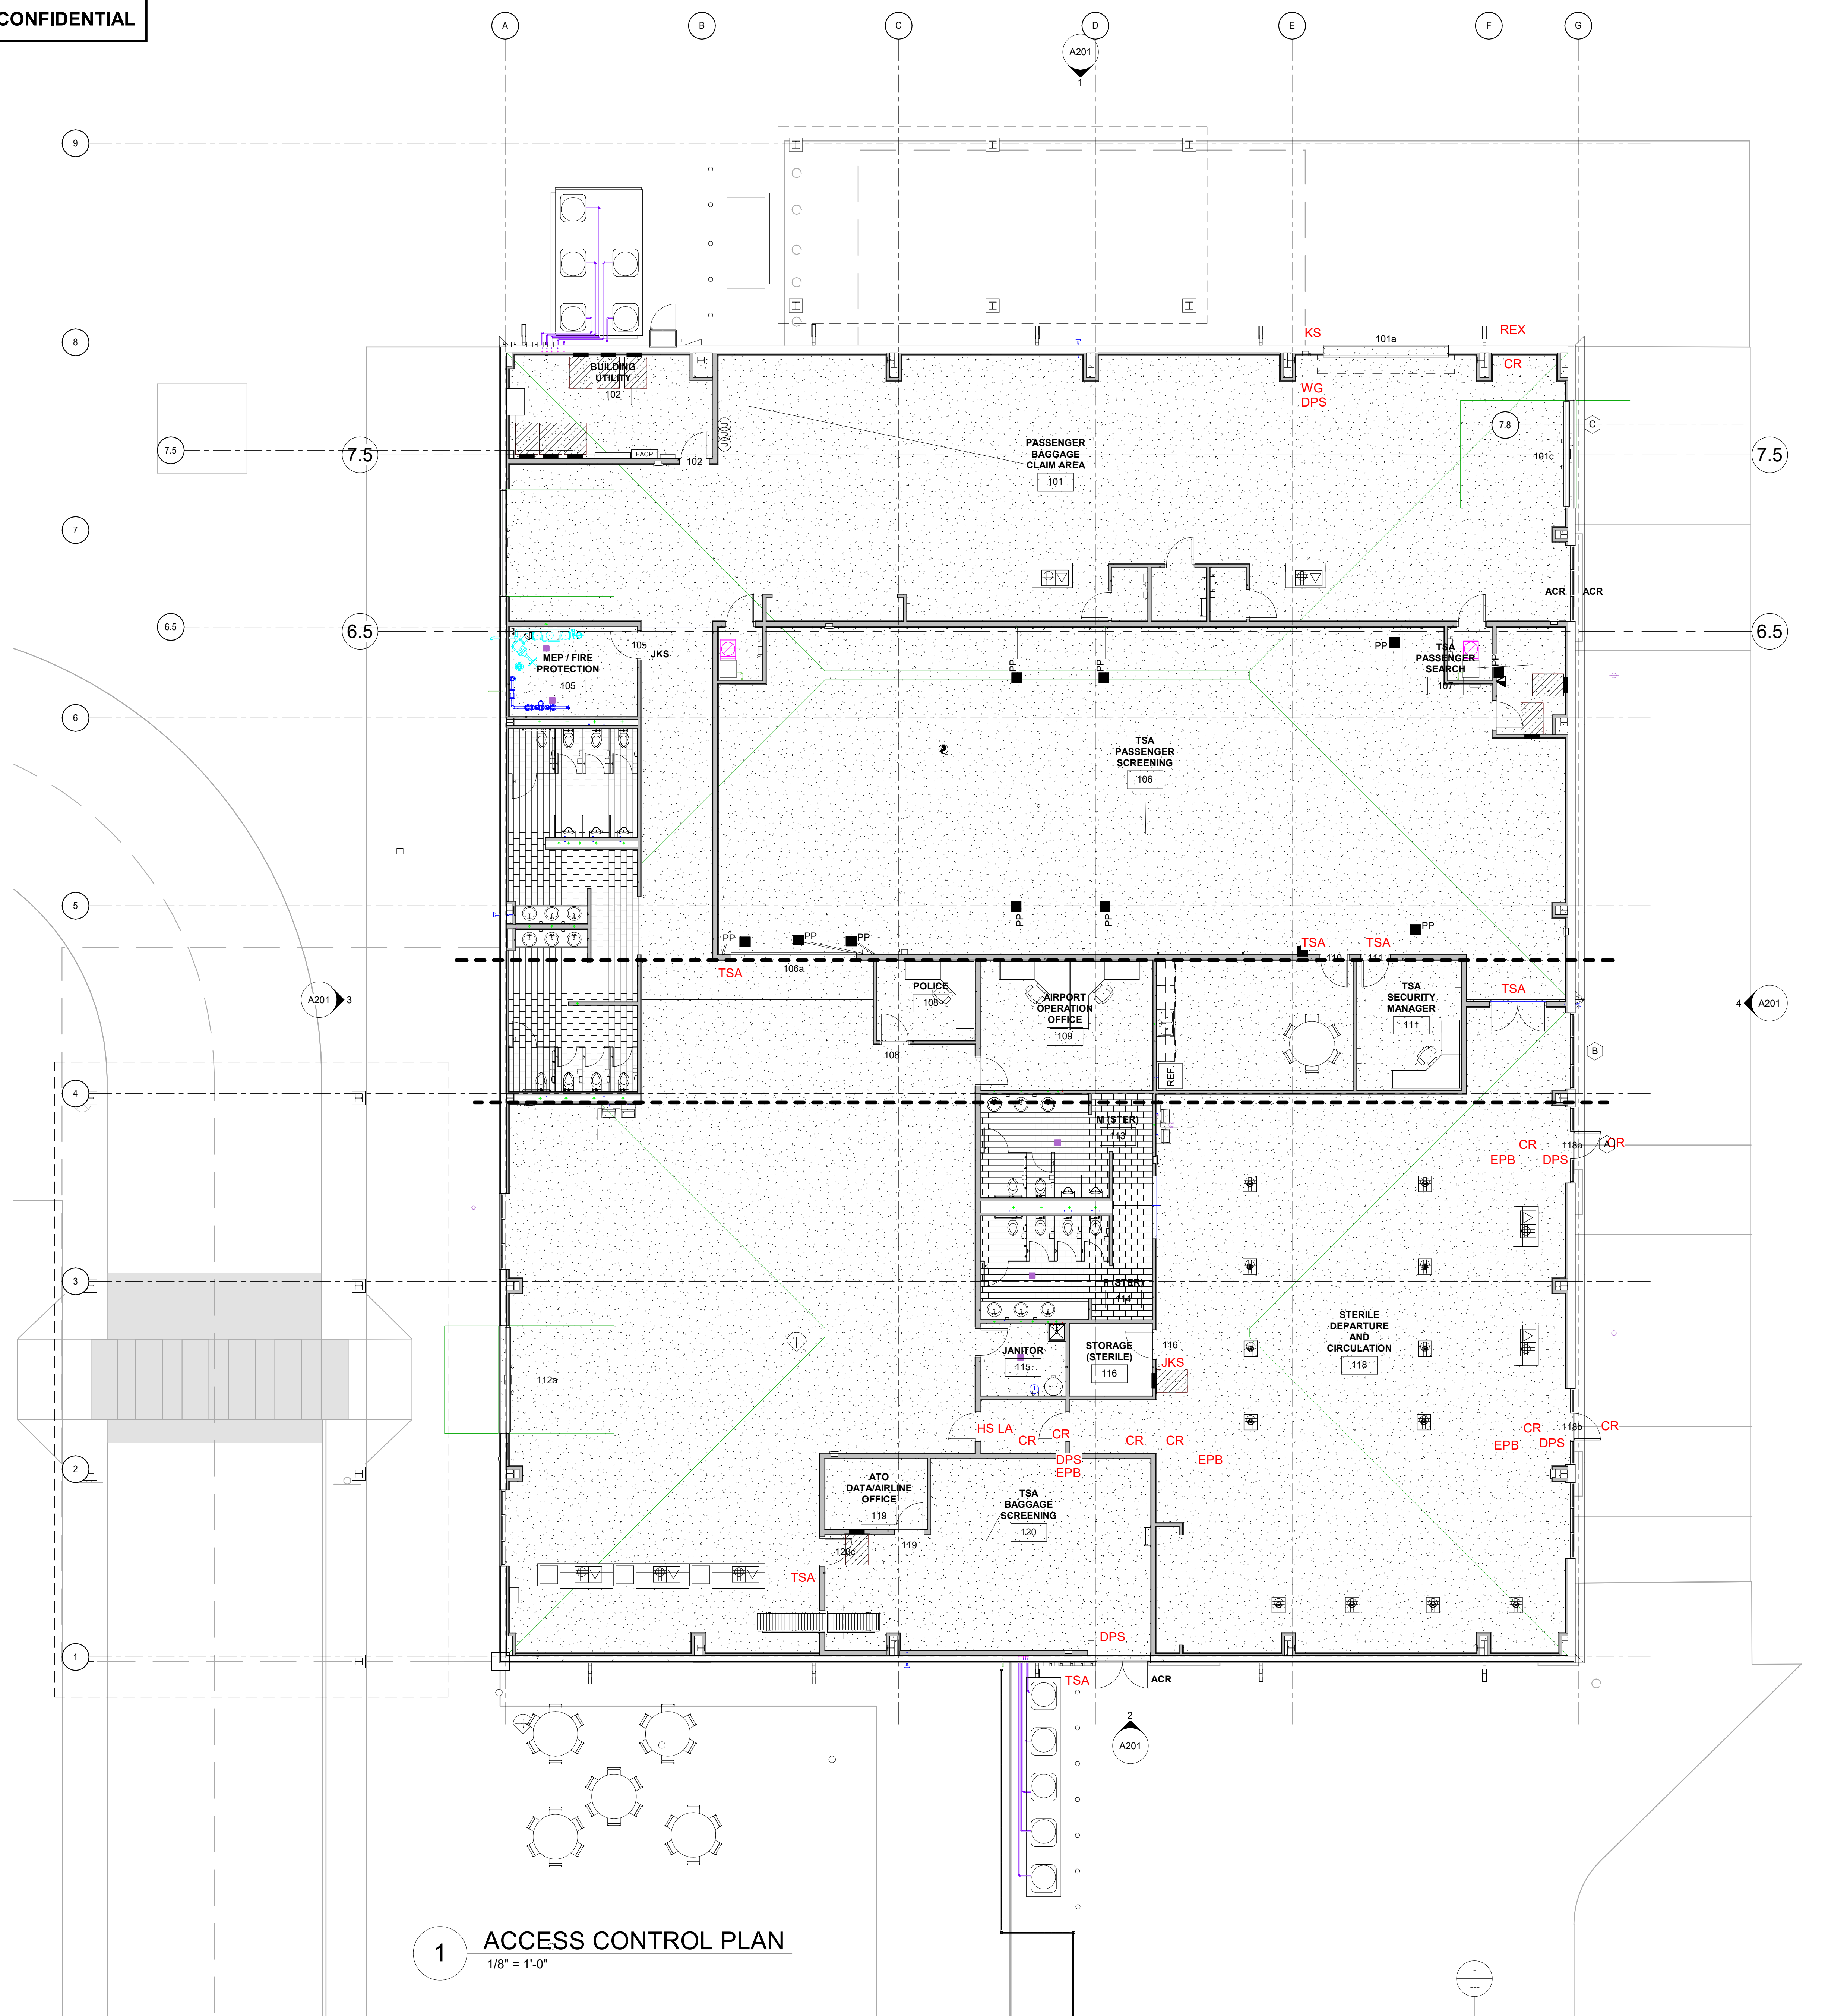 CONFIDENTIAL
A
B
C
D
E
F
G
A201
1
9
8
KS
101a
REX
CR
BUILDING
UTILITY
102
WG
DPS
7.8
C
PASSENGER
BAGGAGE
CLAIM AREA
101
7.5
7.5
FACP
102
101c
7.5
7
ACR
ACR
6.5
6.5
6.5
105
JKS
MEP / FIRE
PROTECTION
105
PP
PP
PP
PP
TSA
PASSENGER
SEARCH
107
6
TSA
PASSENGER
SCREENING
106
5
PP
PP
PP
PP
PP
PP
TSA
TSA
110
111
TSA
106a
POLICE
108
AIRPORT
OPERATION
OFFICE
109
TSA
SECURITY
MANAGER
111
TSA
A201
3
4
A201
108
B
REF.
4
M (STER)
113
CR
118a
A
CR
EPB
DPS
3
F (STER)
114
STERILE
DEPARTURE
AND
CIRCULATION
118
JANITOR
115
STORAGE
(STERILE)
116
116
JKS
112a
HS LA
CR
CR
CR
CR
CR
118b
CR
EPB
DPS
DPS
EPB
EPB
2
ATO
DATA/AIRLINE
OFFICE
119
TSA
BAGGAGE
SCREENING
120
120c
119
TSA
DPS
1
TSA
ACR
2
A201
1
ACCESS CONTROL PLAN
1/8" = 1'-0"
-
---